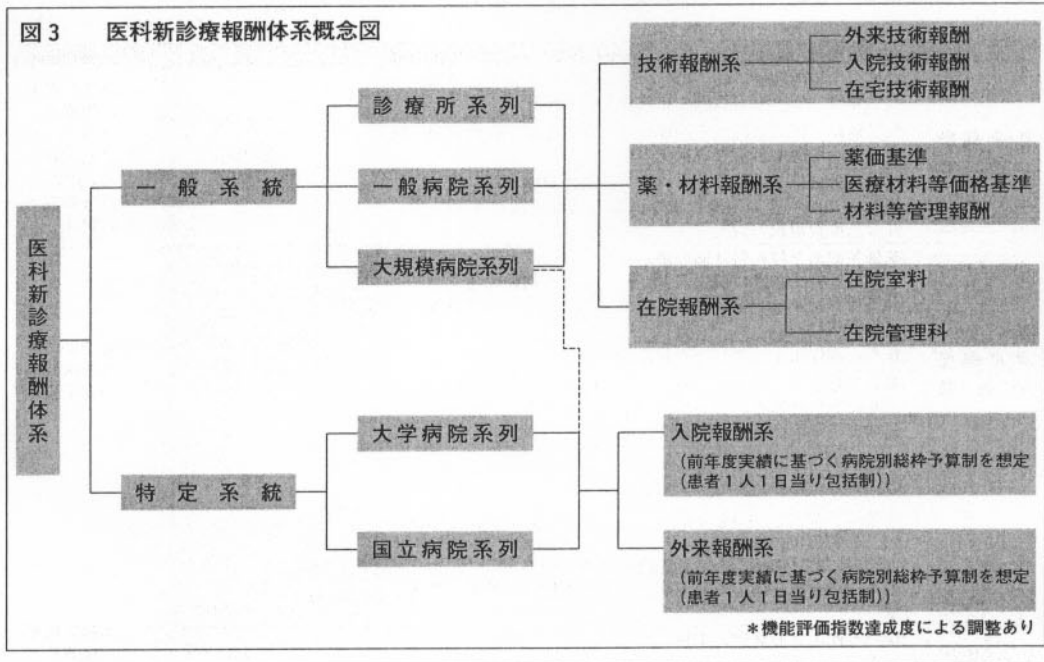 図3 医科新診療報酬体系概念図
医科新診療報酬体系
一般系統
特定系統
診療所系列
一般病院系列
大規模病院系列
大学病院系列
国立病院系列
技術報酬系
外来技術報酬
入院技術報酬
在宅技術報酬
薬・材料報酬系
薬価基準
医療材料等価格基準
材料等管理報酬
在院報酬系
在院室料
在院管理科
入院報酬系
(前年度実績に基づく病院別総枠予算制を想定
(患者1人1日当り包括制))
外来報酬系
(前年度実績に基づく病院別総枠予算制を想定
(患者1人1日当り包括制))
*機能評価指数達成度による調整あり